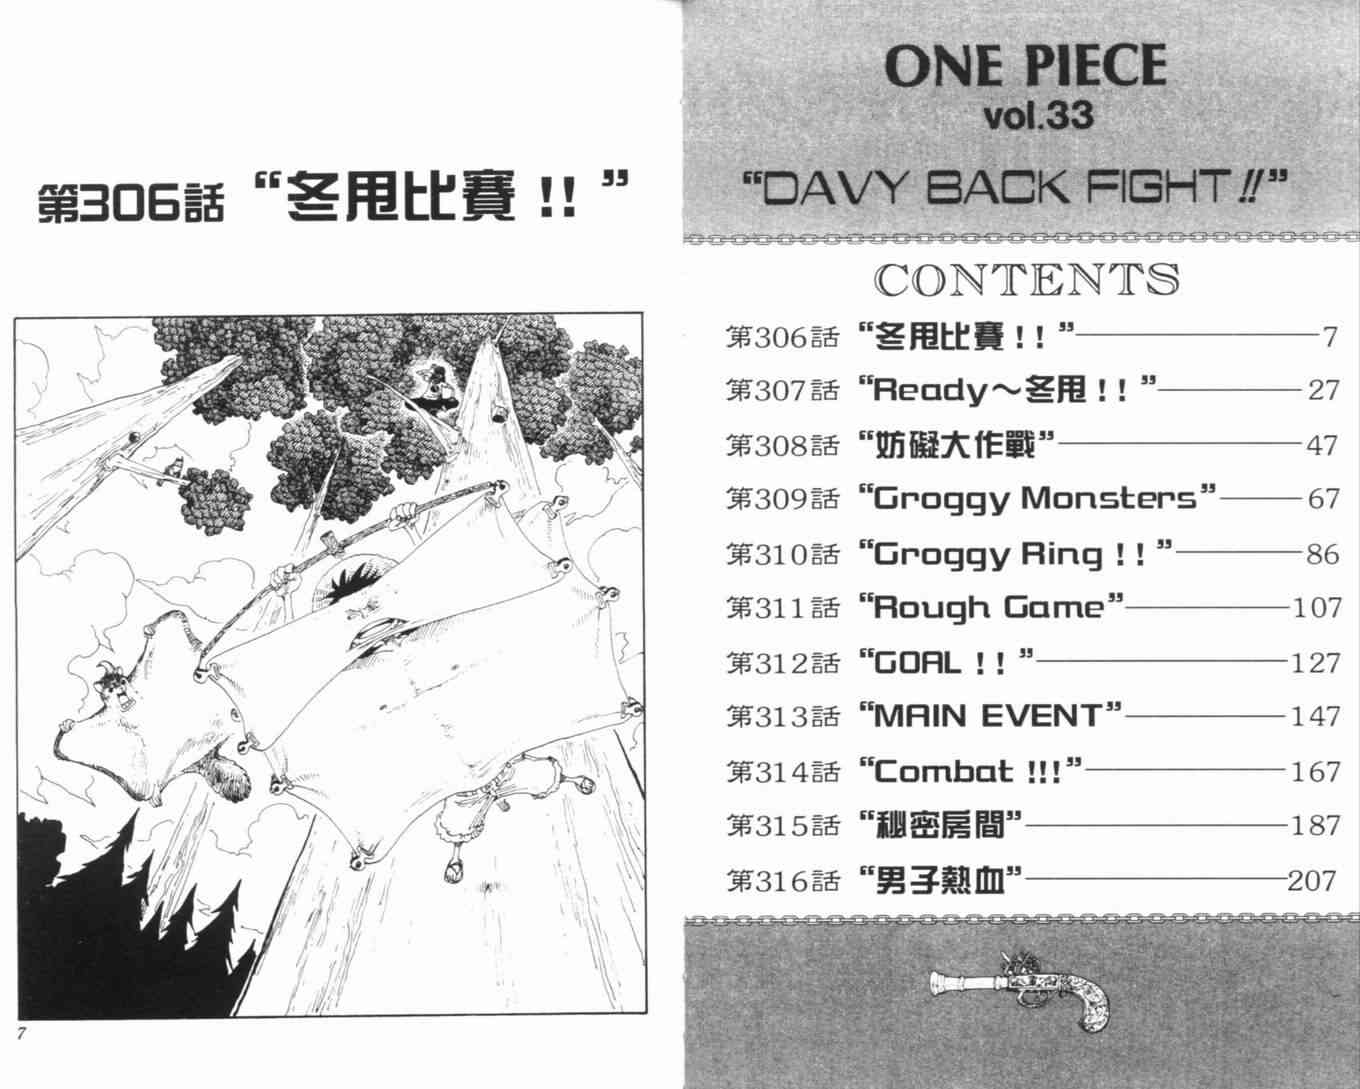 ONE PIECE
vol.33
“DAVY BACK FIGHT!!”
CONTENTS
第306話 “冬甩比賽!!” 7
第307話 “Ready～冬甩!!” 27
第308話 “妨礙大作戰” 47
第309話 “Groggy Monsters” 67
第310話 “Groggy Ring!!” 86
第311話 “Rough Game” 107
第312話 “GOAL!!” 127
第313話 “MAIN EVENT” 147
第314話 “Combat!!!” 167
第315話 “秘密房間” 187
第316話 “男子熱血” 207
第306話 “冬甩比賽!!”
7